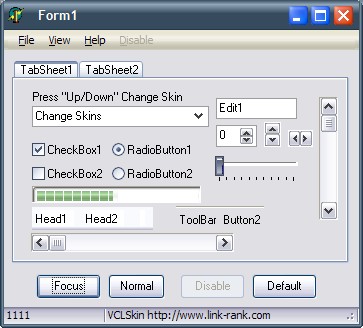 Form1
File View Help Disable
TabSheet1 TabSheet2
Press "Up/Down" Change Skin
Edit1
Change Skins
0
CheckBox1 RadioButton1
CheckBox2 RadioButton2
Head1 Head2 ToolBar Button2
Focus Normal Disable Default
1111 VCLSkin http://www.link-rank.com